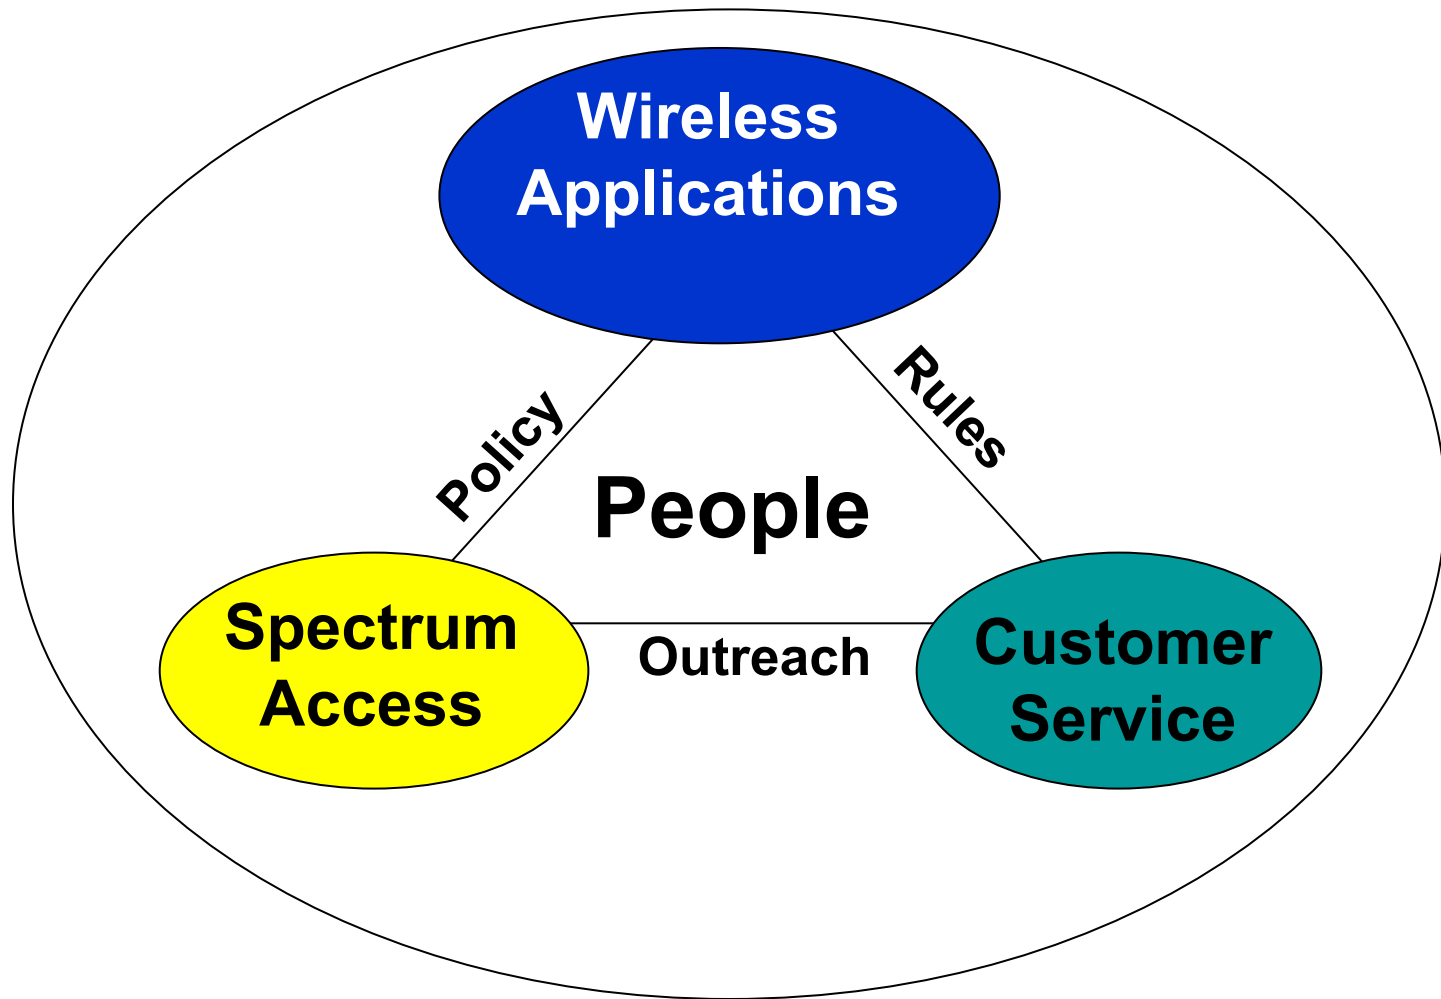 Wireless
Applications
Policy
Rules
People
Spectrum
Access
Outreach
Customer
Service